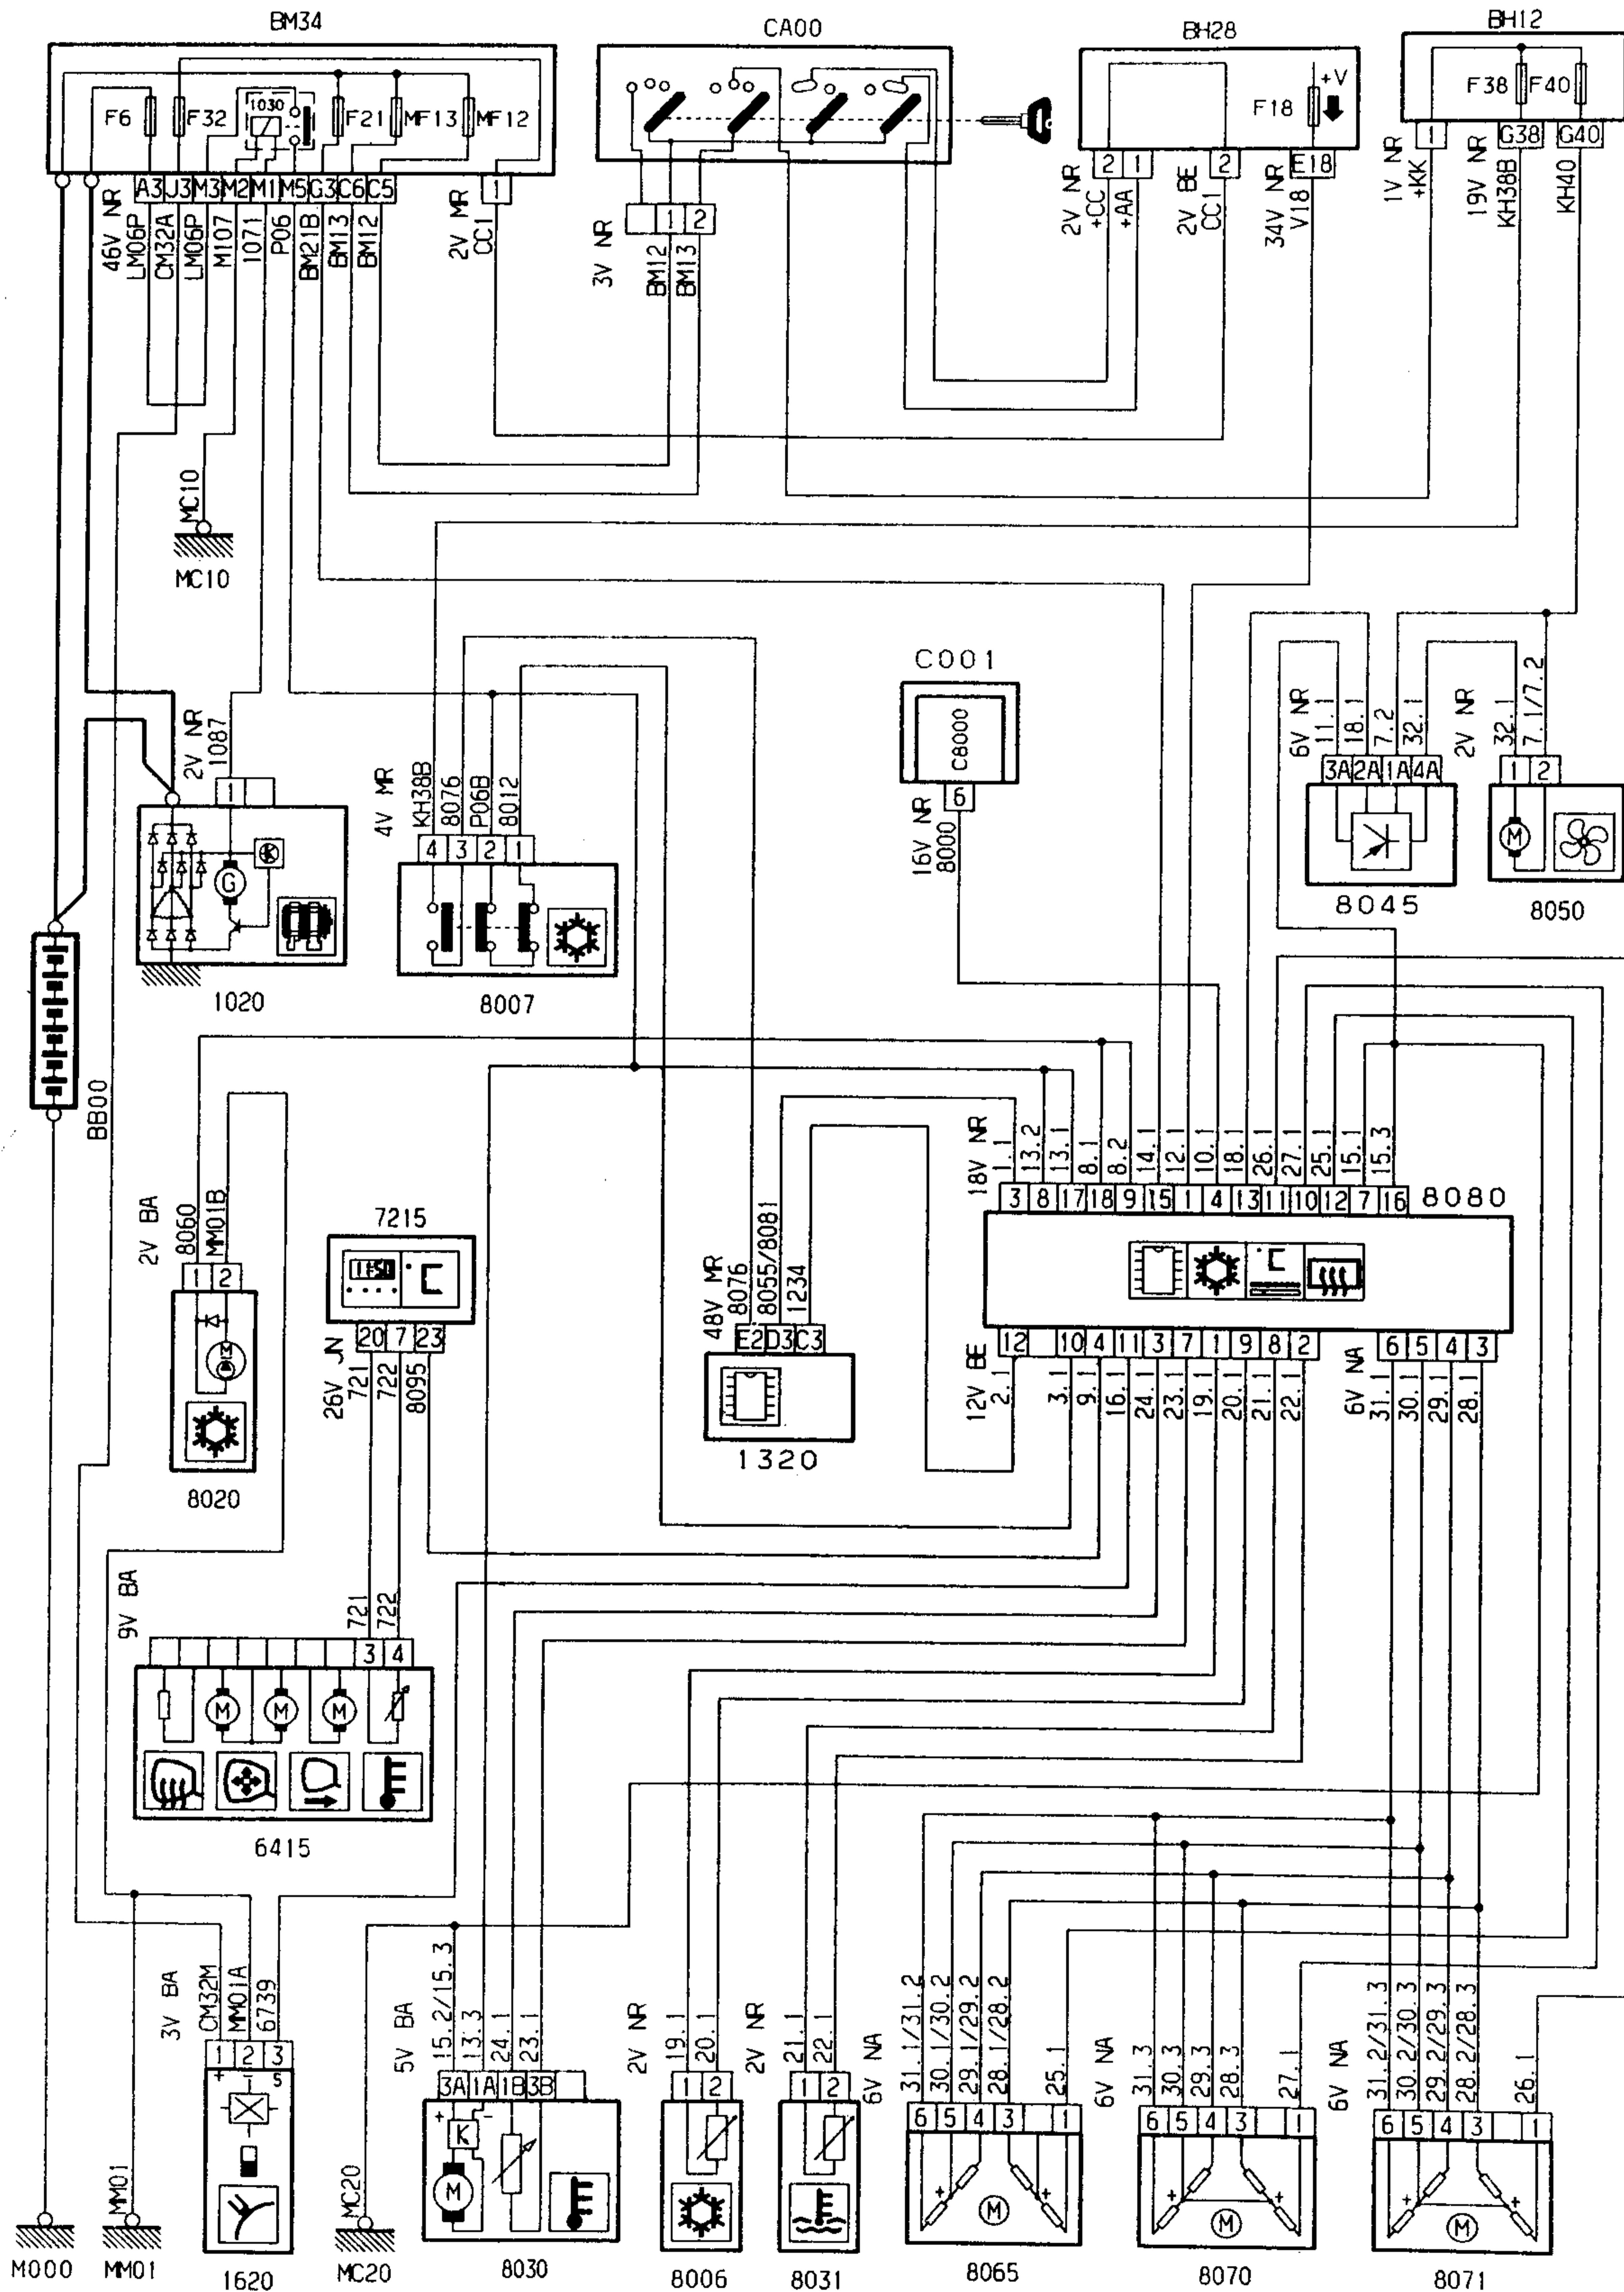 BM34
CA00
BH28
BH12
F6
F32
1030
F21
MF13
MF12
F18
+V
F38
F40
A3 J3 M3 M2 M1 M5 G3 C6 C5
1
1 2
2 1
2
E18
1
G38
G40
46V NR
LM06P
CM32A
LM06P
M107
1071
P06
BM21B
BM13
BM12
2V MR
CC1
3V NR
BM12
BM13
2V NR
+CC
+AA
2V BE
CC1
34V NR
V18
1V NR
+KK
19V NR
KH38B
KH40
MC10
MC10
C001
C8000
6
16V NR
8000
2V NR
1087
1
G
1020
4V MR
KH38B
8076
P06B
8012
4 3 2 1
8007
6V NR
11.1
18.1
7.2
32.1
3A 2A 1A 4A
8045
2V NR
32.1
7.1/7.2
1 2
M
8050
BB00
2V BA
8060
MM01B
1 2
M
8020
7215
°C
20 7 23
26V JN
721
722
8095
48V MR
8076
8055/8081
1234
E2 D3 C3
1320
18V NR
1.1
13.2
13.1
8.1
8.2
14.1
12.1
10.1
18.1
26.1
27.1
25.1
15.1
15.3
3 8 17 18 9 15 1 4 13 11 10 12 7 16
8080
°C
12 10 4 11 3 7 1 9 8 2
6 5 4 3
12V BE
2.1
3.1
9.1
16.1
24.1
23.1
19.1
20.1
21.1
22.1
6V NA
31.1
30.1
29.1
28.1
9V BA
721
722
3 4
M M M
6415
3V BA
CM32M
MM01A
6739
1 2 3
+ - S
1620
M000
MM01
MM01
MC20
MC20
5V BA
15.2/15.3
13.3
24.1
23.1
3A 1A 1B 3B
+ -
K
M
8030
2V NR
19.1
20.1
1 2
8006
2V NR
21.1
22.1
1 2
8031
6V NA
31.1/31.2
30.1/30.2
29.1/29.2
28.1/28.2
25.1
6 5 4 3 1
+ +
M
8065
6V NA
31.3
30.3
29.3
28.3
27.1
6 5 4 3 1
+ +
M
8070
6V NA
31.2/31.3
30.2/30.3
29.2/29.3
28.2/28.3
26.1
6 5 4 3 1
+ +
M
8071